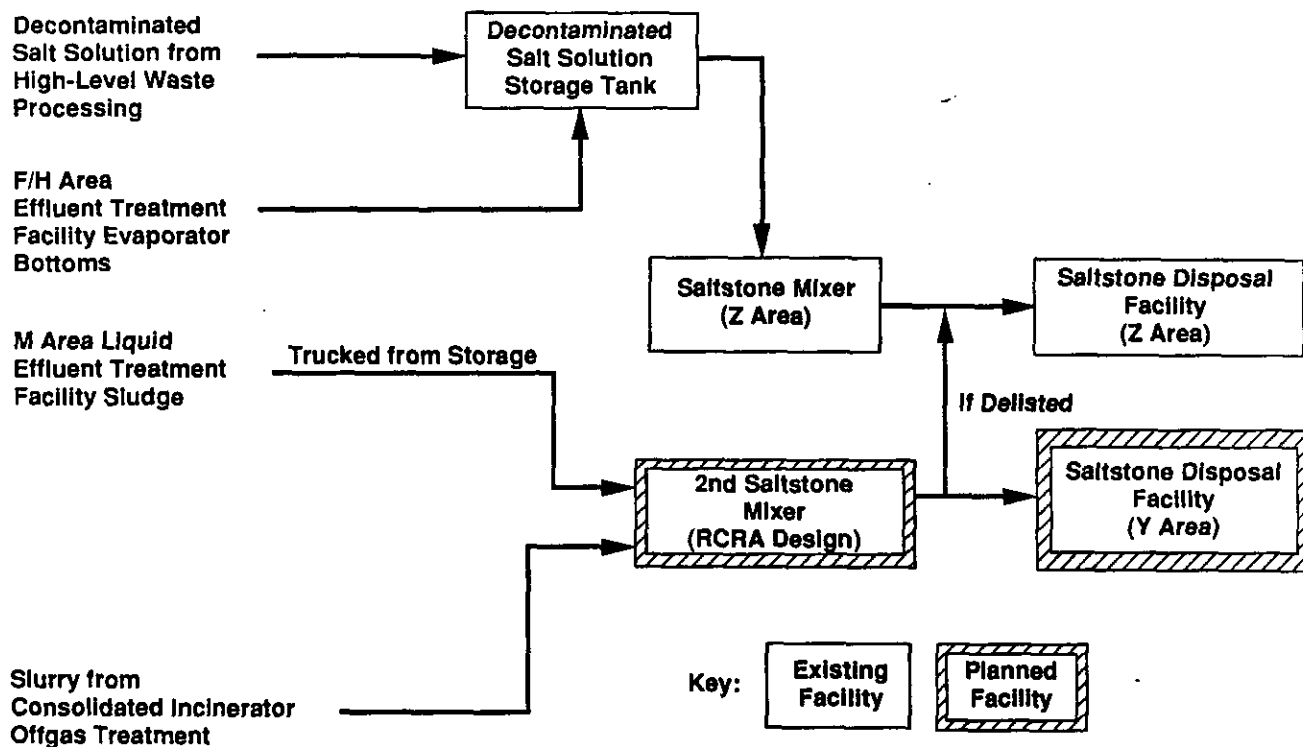 Decontaminated
Salt Solution from
High-Level Waste
Processing
Decontaminated
Salt Solution
Storage Tank
F/H Area
Effluent Treatment
Facility Evaporator
Bottoms
Saltstone Mixer
(Z Area)
Saltstone Disposal
Facility
(Z Area)
M Area Liquid
Effluent Treatment
Facility Sludge
Trucked from Storage
If Delisted
2nd Saltstone
Mixer
(RCRA Design)
Saltstone Disposal
Facility
(Y Area)
Slurry from
Consolidated Incinerator
Offgas Treatment
Key:
Existing
Facility
Planned
Facility